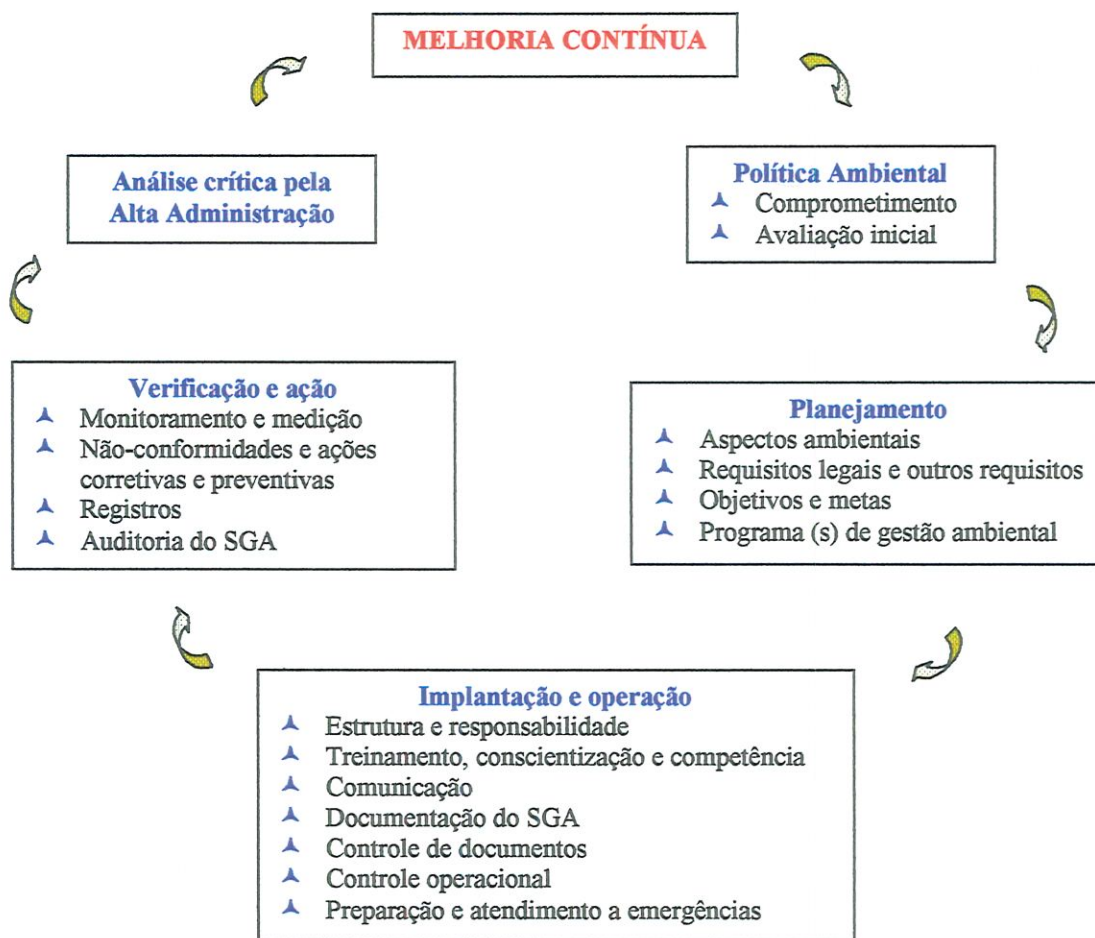 MELHORIA CONTÍNUA
Análise crítica pela
Alta Administração
Política Ambiental
Comprometimento
Avaliação inicial
Verificação e ação
Monitoramento e medição
Não-conformidades e ações
corretivas e preventivas
Registros
Auditoria do SGA
Planejamento
Aspectos ambientais
Requisitos legais e outros requisitos
Objetivos e metas
Programa (s) de gestão ambiental
Implantação e operação
Estrutura e responsabilidade
Treinamento, conscientização e competência
Comunicação
Documentação do SGA
Controle de documentos
Controle operacional
Preparação e atendimento a emergências